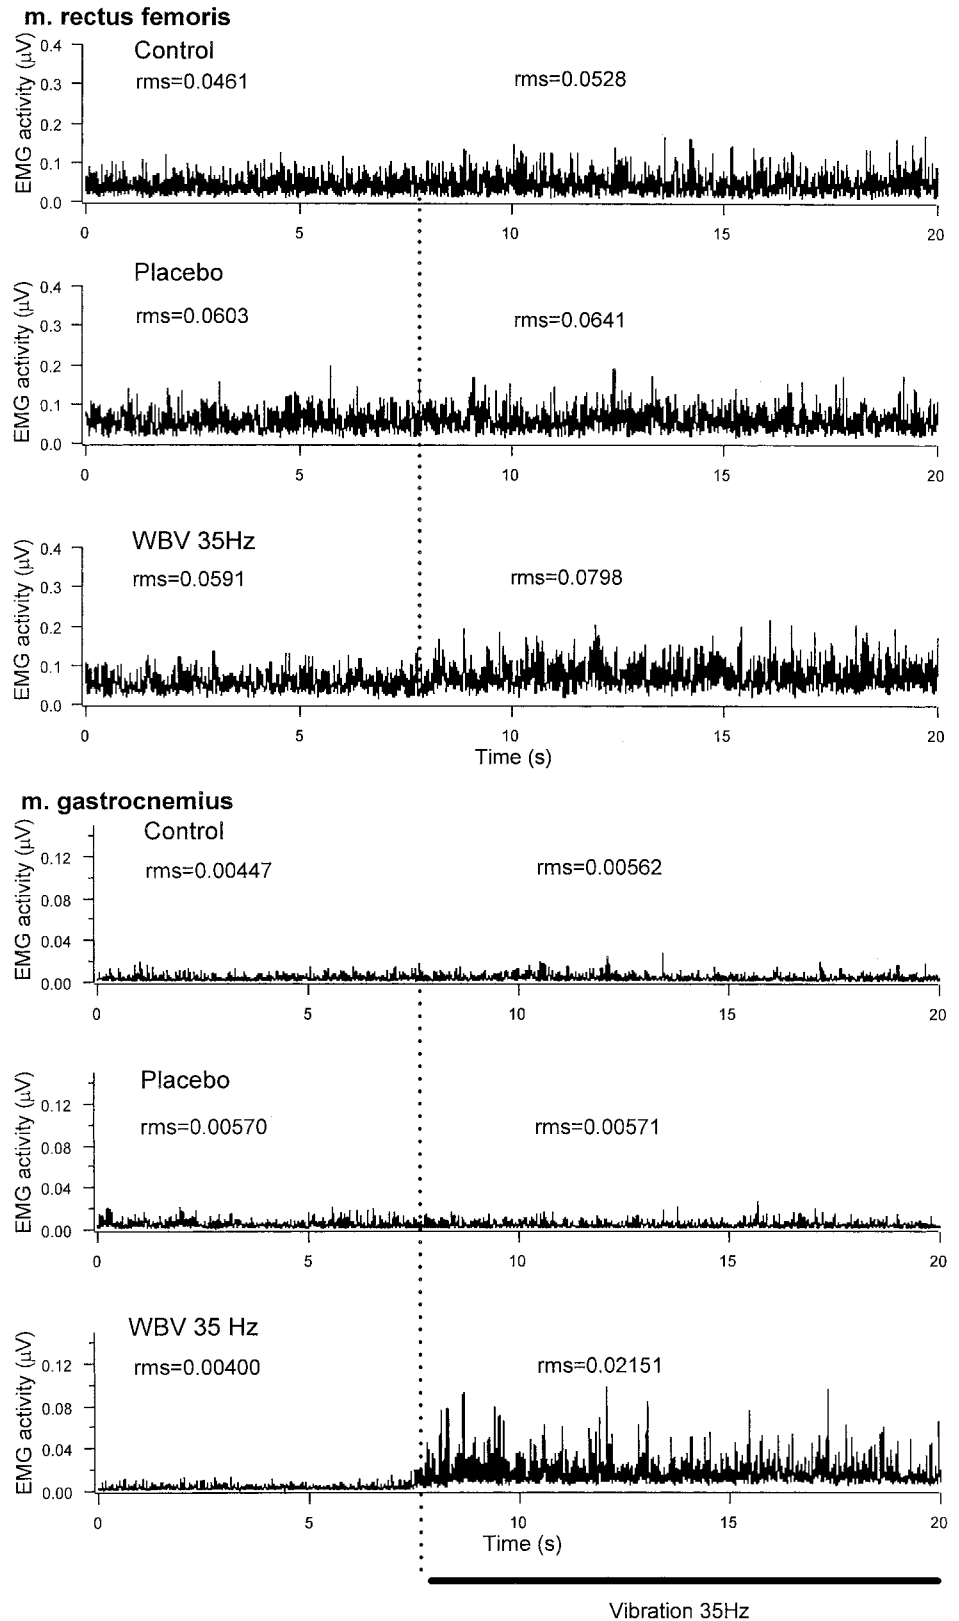 m. rectus femoris
Control
rms=0.0461 rms=0.0528
EMG activity (μV)
0.4
0.3
0.2
0.1
0.0
0 5 10 15 20
Placebo
rms=0.0603 rms=0.0641
EMG activity (μV)
0.4
0.3
0.2
0.1
0.0
0 5 10 15 20
WBV 35Hz
rms=0.0591 rms=0.0798
EMG activity (μV)
0.4
0.3
0.2
0.1
0.0
0 5 10 15 20
Time (s)
m. gastrocnemius
Control
rms=0.00447 rms=0.00562
EMG activity (μV)
0.12
0.08
0.04
0.00
0 5 10 15 20
Placebo
rms=0.00570 rms=0.00571
EMG activity (μV)
0.12
0.08
0.04
0.00
0 5 10 15 20
WBV 35 Hz
rms=0.00400 rms=0.02151
EMG activity (μV)
0.12
0.08
0.04
0.00
0 5 10 15 20
Time (s)
Vibration 35Hz